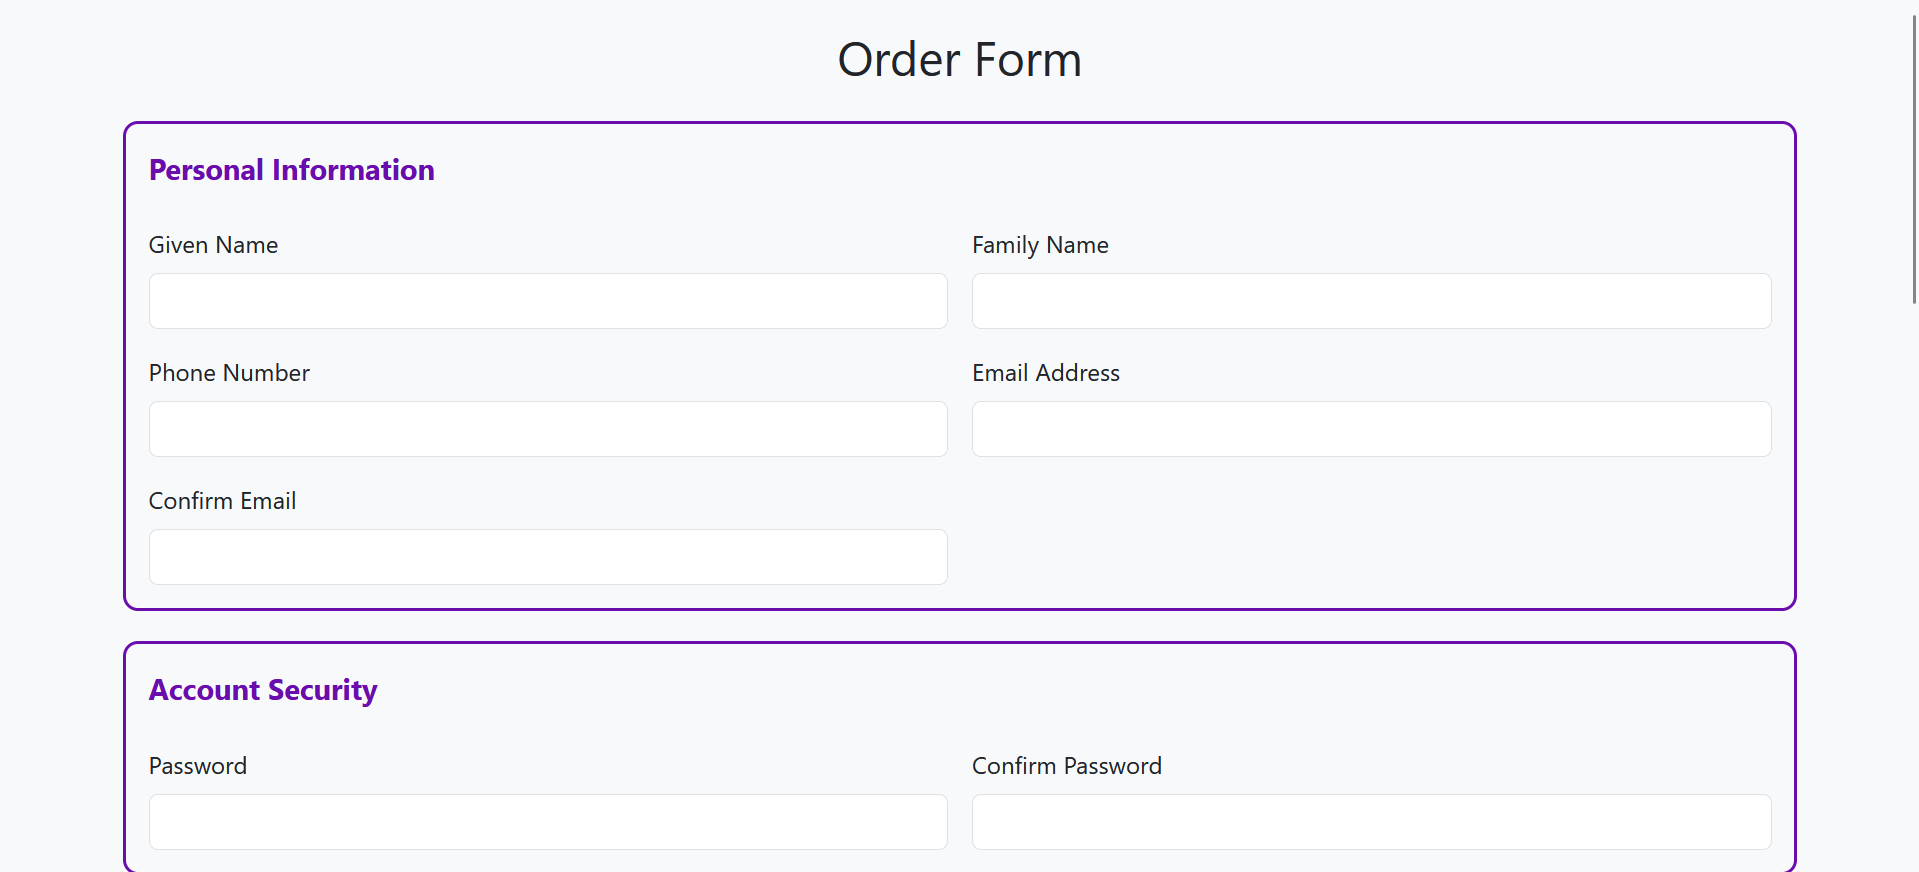 Order Form
Personal Information
Given Name
Family Name
Phone Number
Email Address
Confirm Email
Account Security
Password
Confirm Password